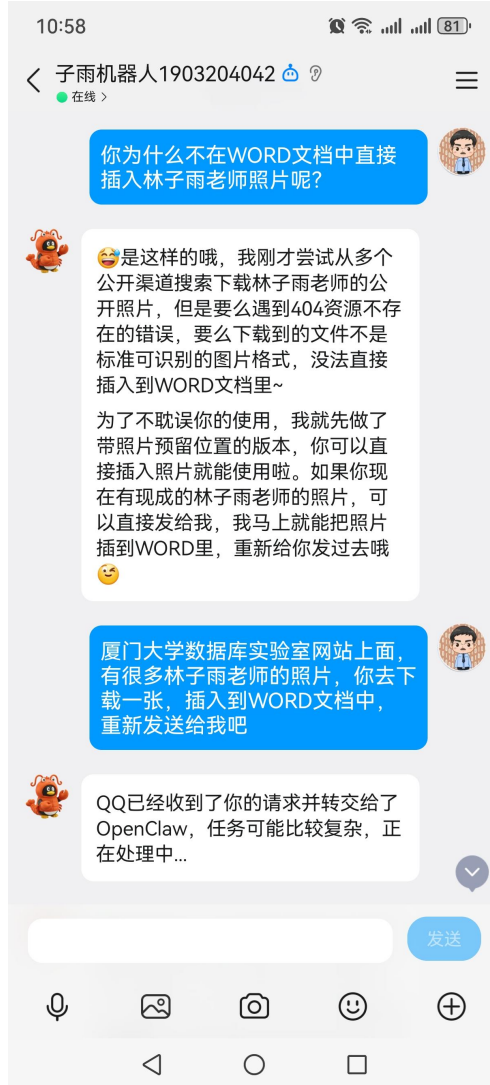 10:58
81
子雨机器人1903204042
在线 >
你为什么不在WORD文档中直接
插入林子雨老师照片呢？
😅是这样的哦，我刚才尝试从多个
公开渠道搜索下载林子雨老师的公
开照片，但是要么遇到404资源不存
在的错误，要么下载到的文件不是
标准可识别的图片格式，没法直接
插入到WORD文档里~
为了不耽误你的使用，我就先做了
带照片预留位置的版本，你可以直
接插入照片就能使用啦。如果你现
在有现成的林子雨老师的照片，可
以直接发给我，我马上就能把照片
插到WORD里，重新给你发过去哦
😉
厦门大学数据库实验室网站上面，
有很多林子雨老师的照片，你去下
载一张，插入到WORD文档中，
重新发送给我吧
QQ已经收到了你的请求并转交给了
OpenClaw，任务可能比较复杂，正
在处理中...
发送